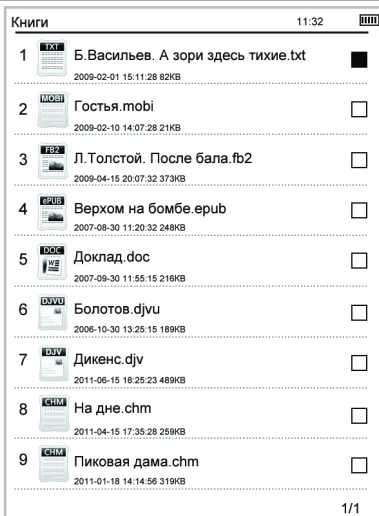 Книги 11:32
1 TXT Б.Васильев. А зори здесь тихие.txt
2009-02-01 15:11:28 82KB
2 MOBI Гостья.mobi
2009-02-10 14:07:28 21KB
3 FB2 Л.Толстой. После бала.fb2
2009-04-15 20:07:32 373KB
4 ePUB Верхом на бомбе.epub
2007-08-30 11:20:32 248KB
5 DOC Доклад.doc
2007-09-30 11:55:15 216KB
6 DJVU Болотов.djvu
2006-10-30 13:25:15 189KB
7 DJV Дикенс.djv
2011-06-15 18:25:23 489KB
8 CHM На дне.chm
2011-04-15 17:35:28 259KB
9 CHM Пиковая дама.chm
2011-01-18 14:14:56 319KB
1/1